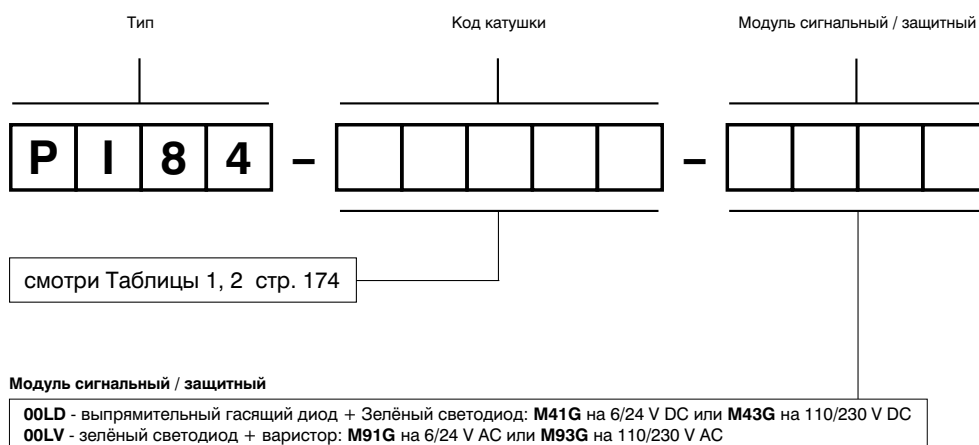 Тип
Код катушки
Модуль сигнальный / защитный
PI84 – –
смотри Таблицы 1, 2 стр. 174
Модуль сигнальный / защитный
00LD - выпрямительный гасящий диод + Зелёный светодиод: M41G на 6/24 V DC или M43G на 110/230 V DC
00LV - зелёный светодиод + варистор: M91G на 6/24 V AC или M93G на 110/230 V AC